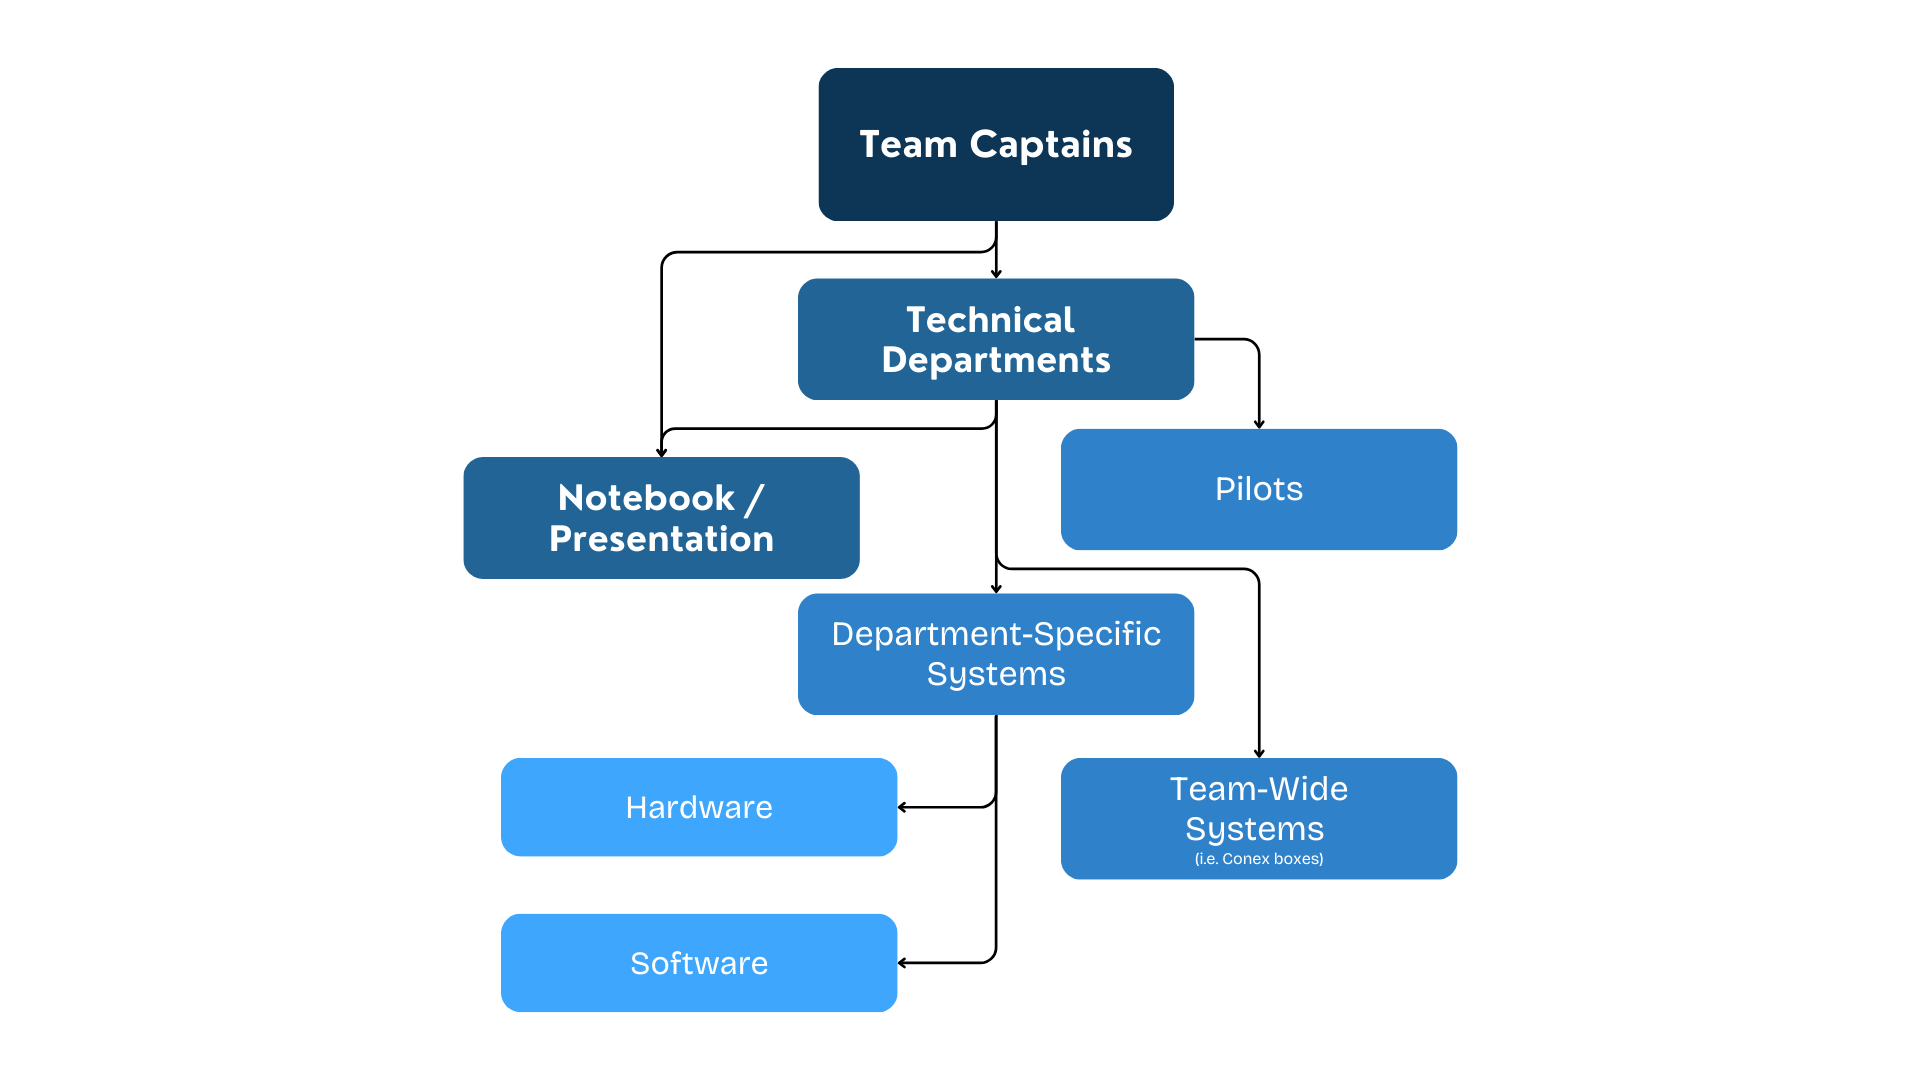 Team Captains
Technical
Departments
Notebook /
Presentation
Pilots
Department-Specific
Systems
Hardware
Team-Wide
Systems
(i.e. Conex boxes)
Software